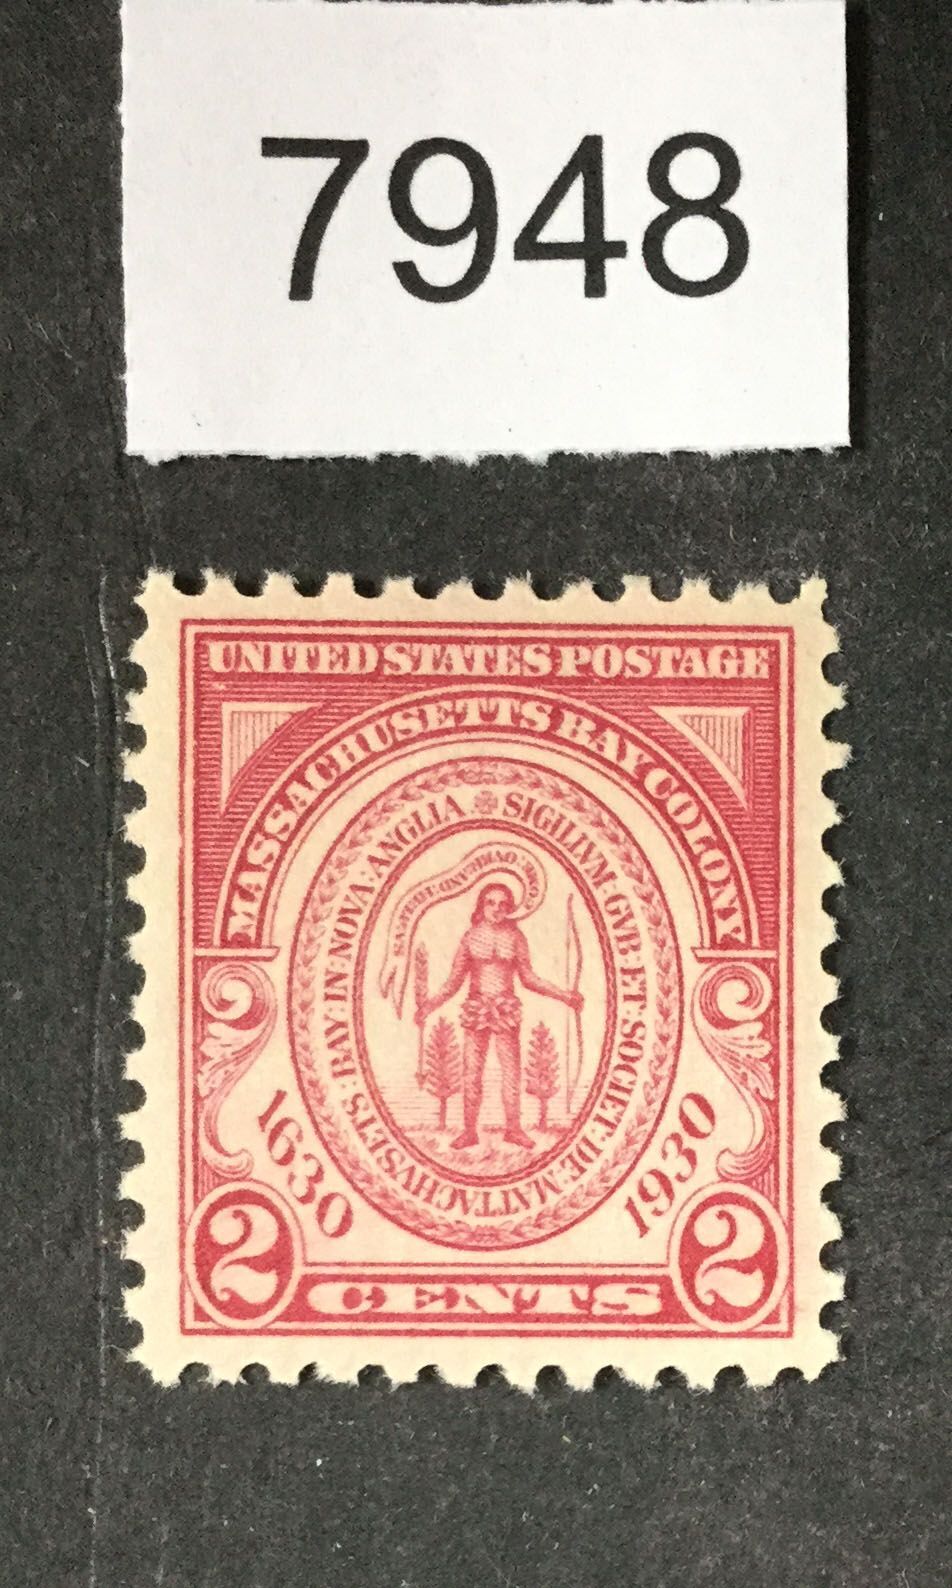 7948
UNITED STATES POSTAGE
MASSACHUSETTS BAY COLONY
SIGILLVM: GVB: ET: SOCIET: DE: MATTACHVSETS: BAY: IN: NOVA: ANGLIA
1630
1930
2 CENTS 2